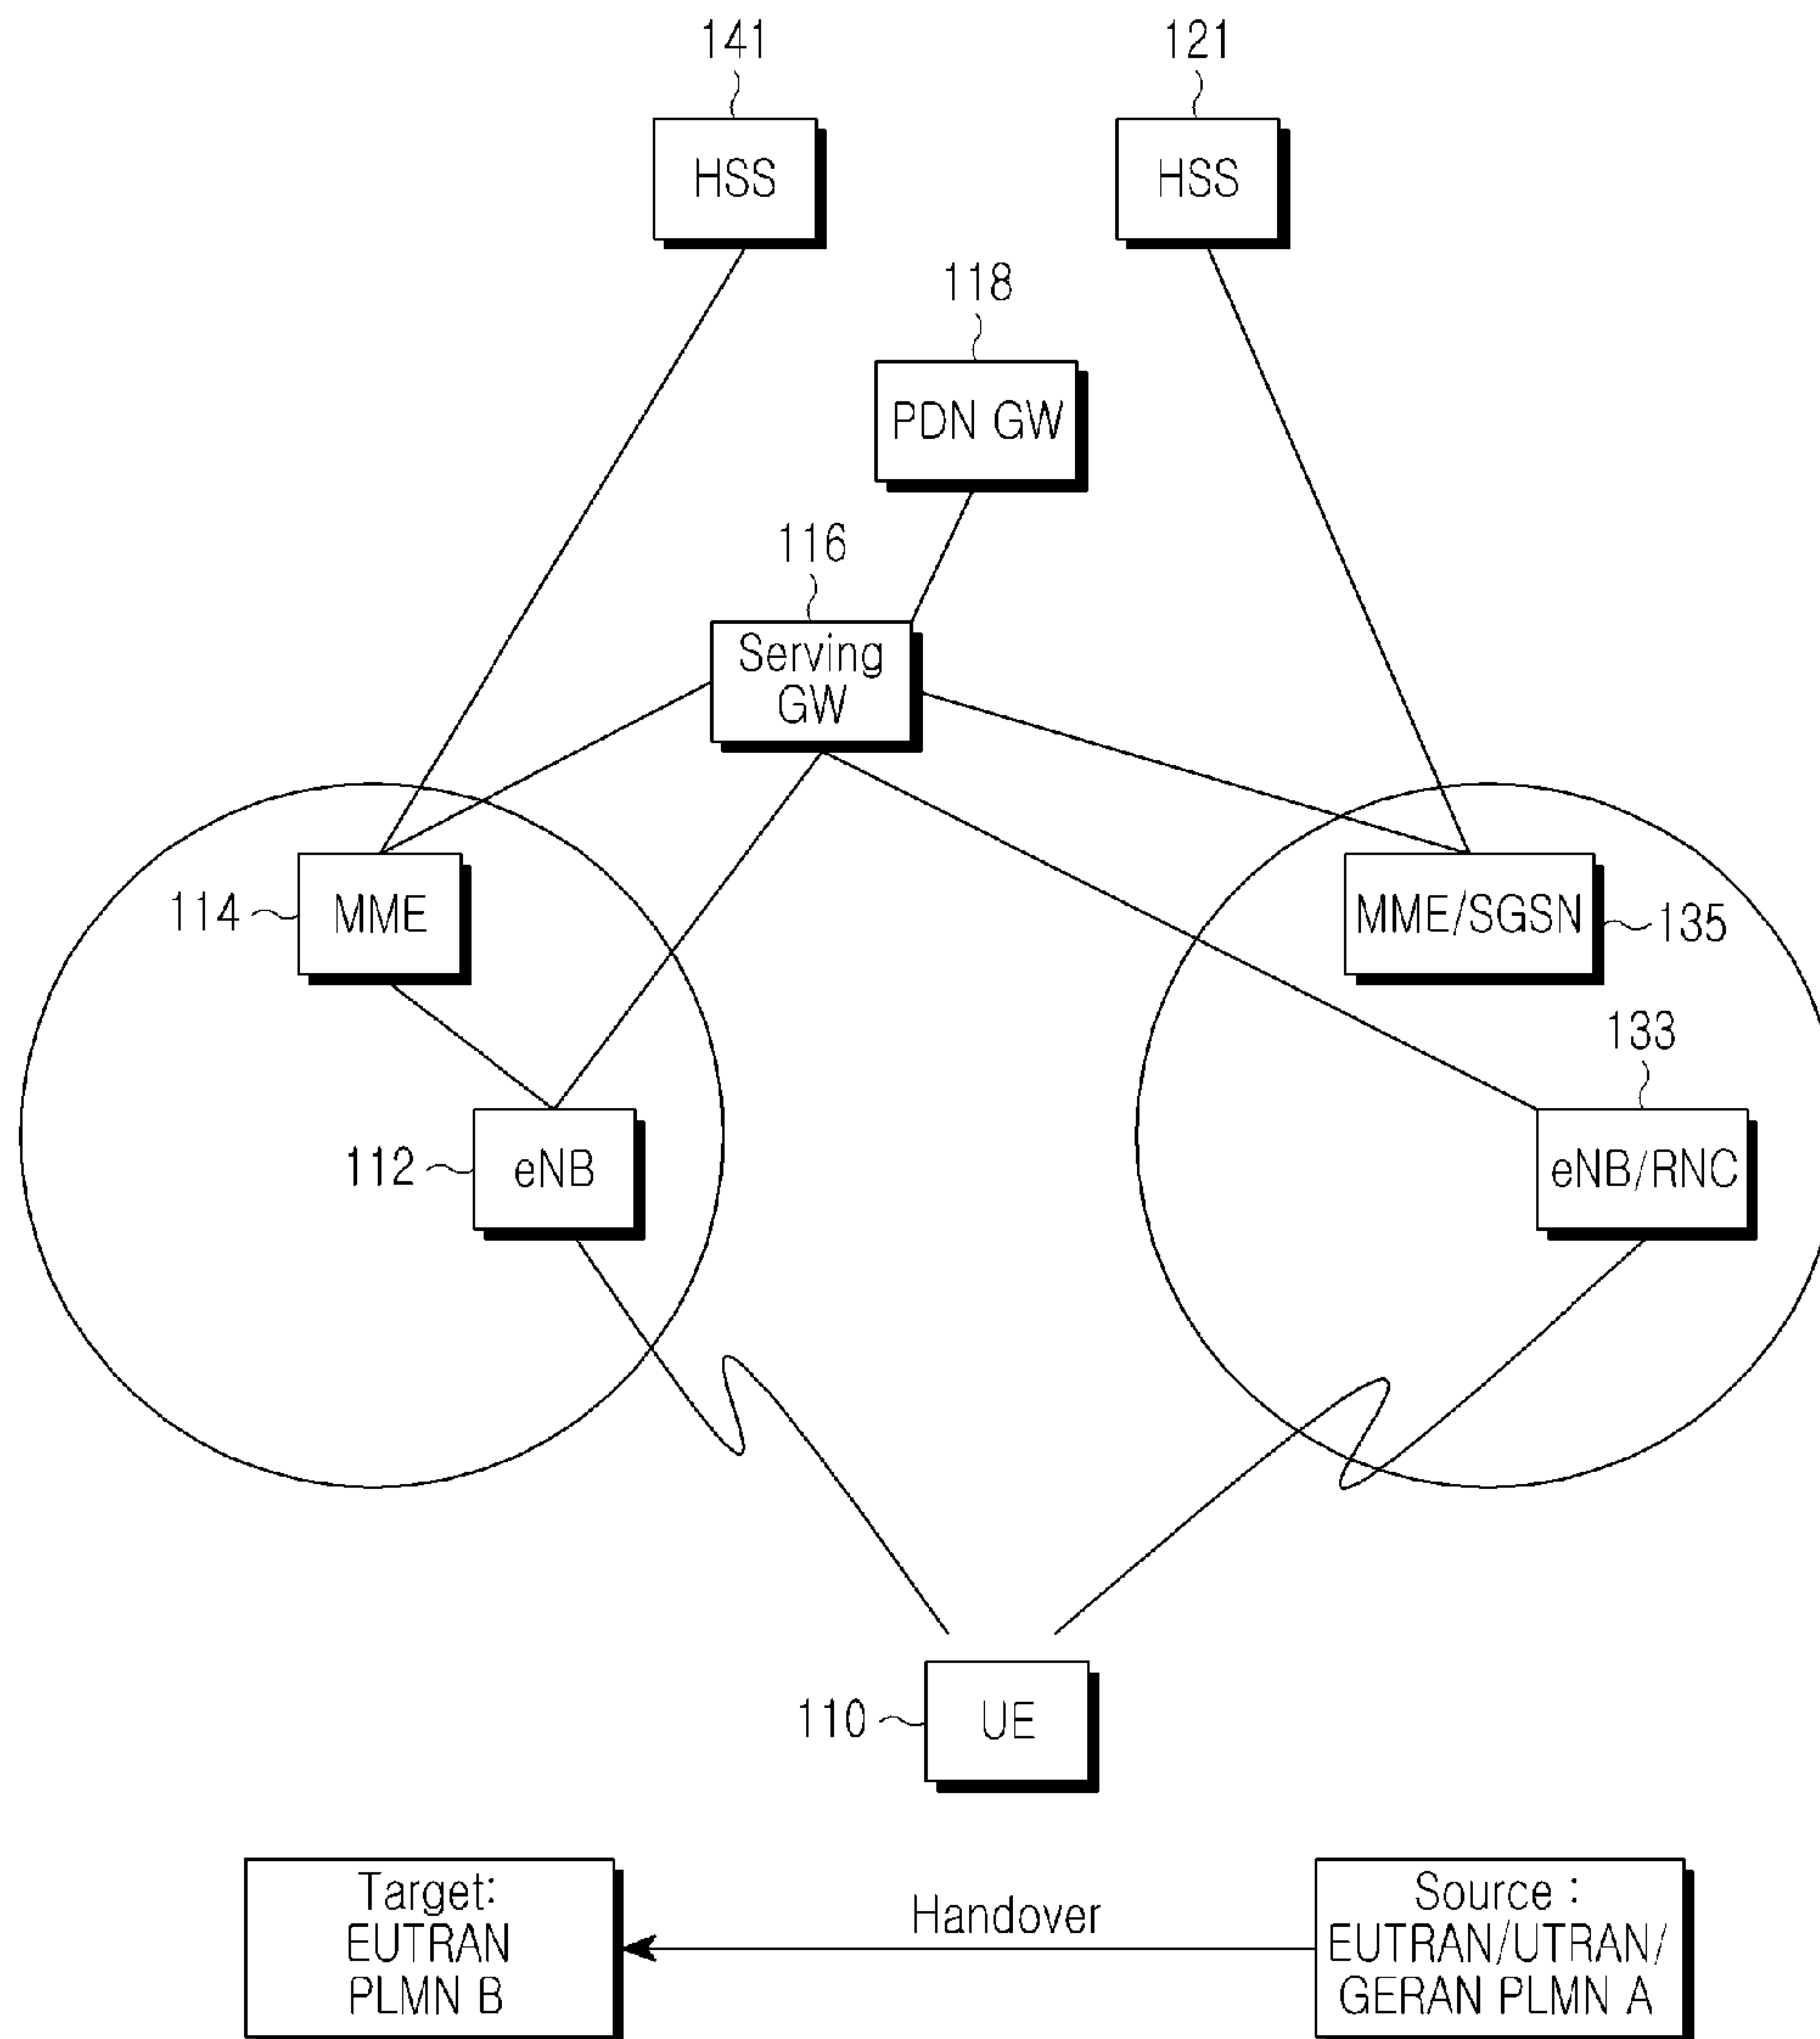 141
121
HSS
HSS
118
PDN GW
116
Serving
GW
114
MME
MME/SGSN
135
133
112
eNB
eNB/RNC
110
UE
Target:
EUTRAN
PLMN B
Handover
Source :
EUTRAN/UTRAN/
GERAN PLMN A